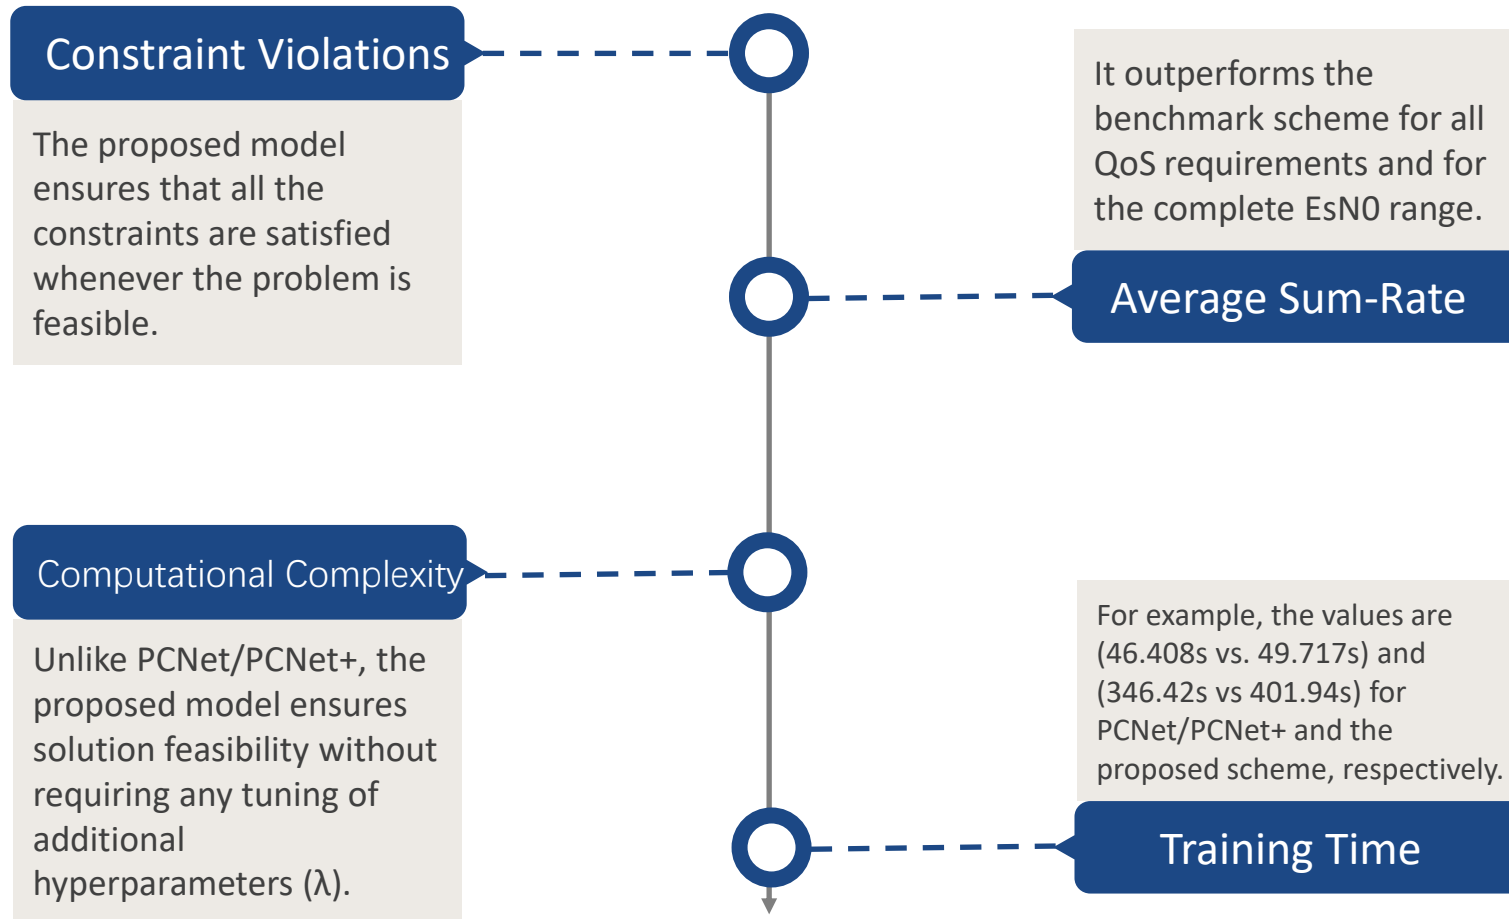 Constraint Violations
The proposed model
ensures that all the
constraints are satisfied
whenever the problem is
feasible.
It outperforms the
benchmark scheme for all
QoS requirements and for
the complete EsN0 range.
Average Sum-Rate
Computational Complexity
Unlike PCNet/PCNet+, the
proposed model ensures
solution feasibility without
requiring any tuning of
additional
hyperparameters (λ).
For example, the values are
(46.408s vs. 49.717s) and
(346.42s vs 401.94s) for
PCNet/PCNet+ and the
proposed scheme, respectively.
Training Time